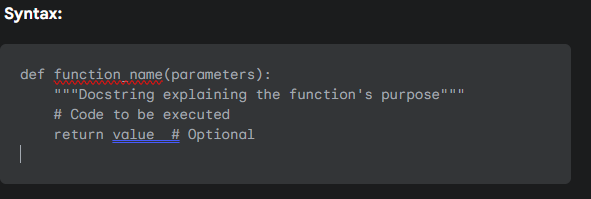 Syntax:
def function_name(parameters):
    """Docstring explaining the function's purpose"""
    # Code to be executed
    return value  # Optional